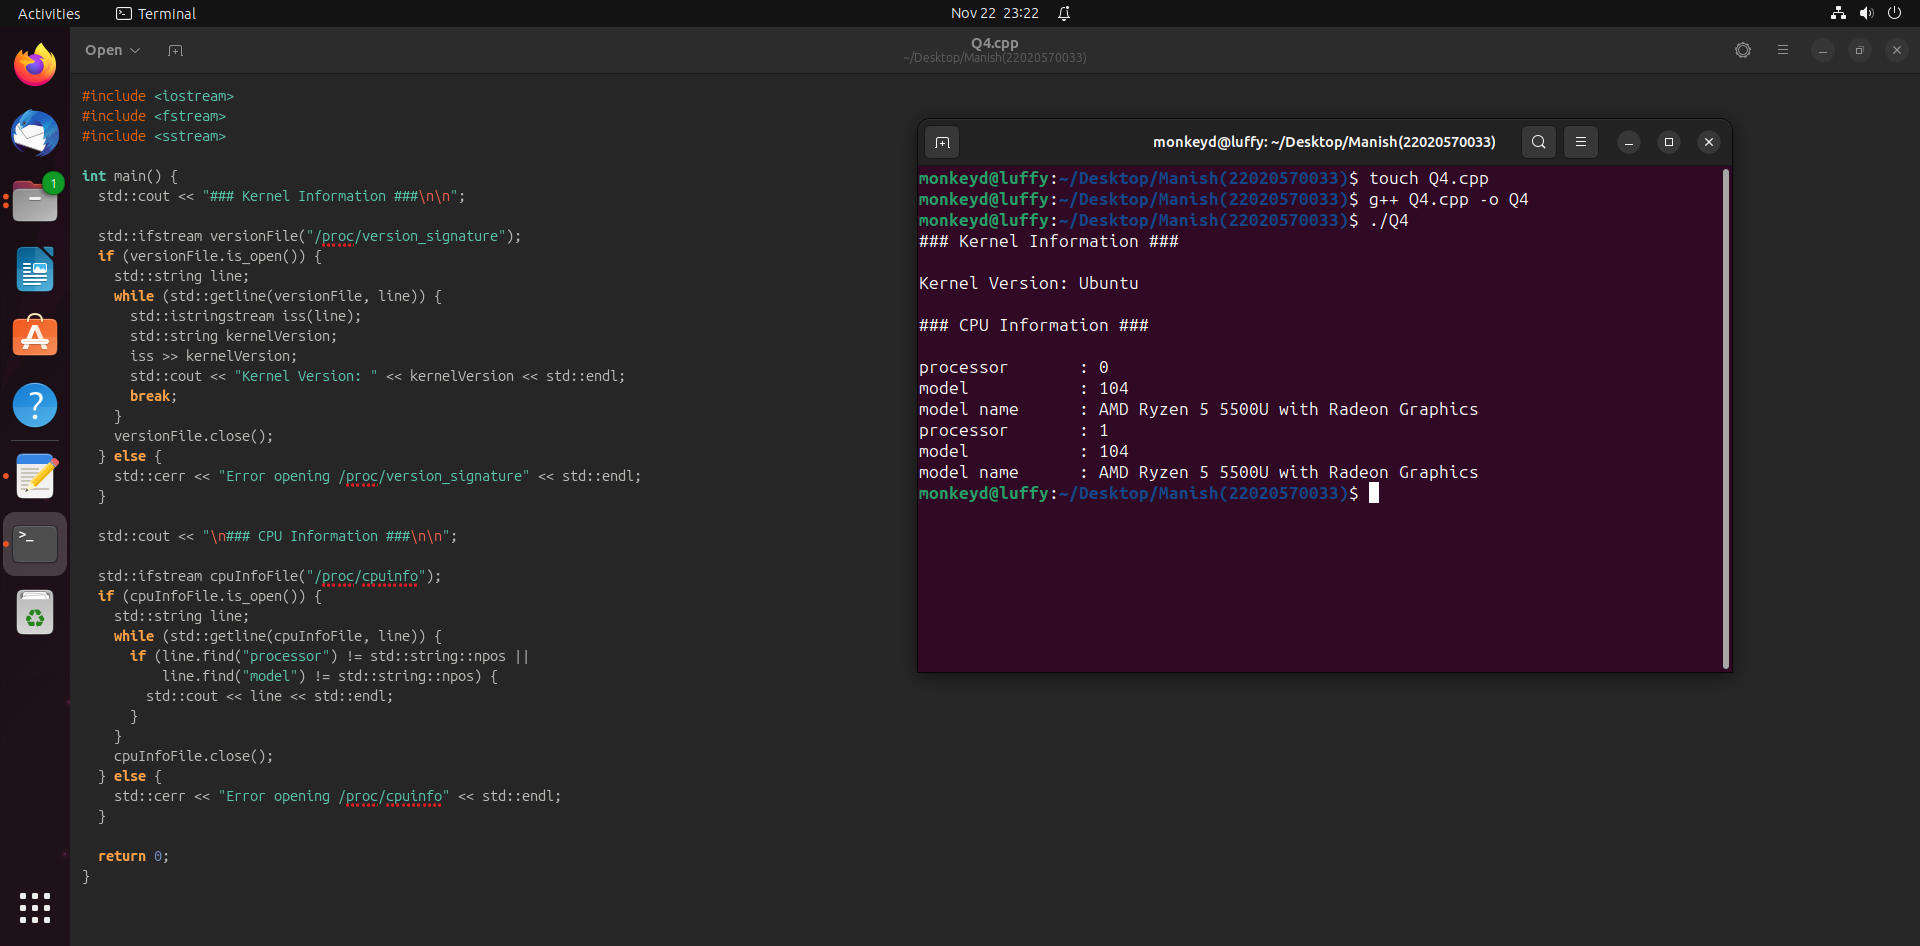 Activities
Terminal
Nov 22 23:22
Open
Q4.cpp
~/Desktop/Manish(22020570033)
1
#include <iostream>
#include <fstream>
#include <sstream>

int main() {
  std::cout << "### Kernel Information ###\n\n";

  std::ifstream versionFile("/proc/version_signature");
  if (versionFile.is_open()) {
    std::string line;
    while (std::getline(versionFile, line)) {
      std::istringstream iss(line);
      std::string kernelVersion;
      iss >> kernelVersion;
      std::cout << "Kernel Version: " << kernelVersion << std::endl;
      break;
    }
    versionFile.close();
  } else {
    std::cerr << "Error opening /proc/version_signature" << std::endl;
  }

  std::cout << "\n### CPU Information ###\n\n";

  std::ifstream cpuInfoFile("/proc/cpuinfo");
  if (cpuInfoFile.is_open()) {
    std::string line;
    while (std::getline(cpuInfoFile, line)) {
      if (line.find("processor") != std::string::npos ||
          line.find("model") != std::string::npos) {
        std::cout << line << std::endl;
      }
    }
    cpuInfoFile.close();
  } else {
    std::cerr << "Error opening /proc/cpuinfo" << std::endl;
  }

  return 0;
}
monkeyd@luffy: ~/Desktop/Manish(22020570033)
monkeyd@luffy:~/Desktop/Manish(22020570033)$ touch Q4.cpp
monkeyd@luffy:~/Desktop/Manish(22020570033)$ g++ Q4.cpp -o Q4
monkeyd@luffy:~/Desktop/Manish(22020570033)$ ./Q4
### Kernel Information ###

Kernel Version: Ubuntu

### CPU Information ###

processor       : 0
model           : 104
model name      : AMD Ryzen 5 5500U with Radeon Graphics
processor       : 1
model           : 104
model name      : AMD Ryzen 5 5500U with Radeon Graphics
monkeyd@luffy:~/Desktop/Manish(22020570033)$